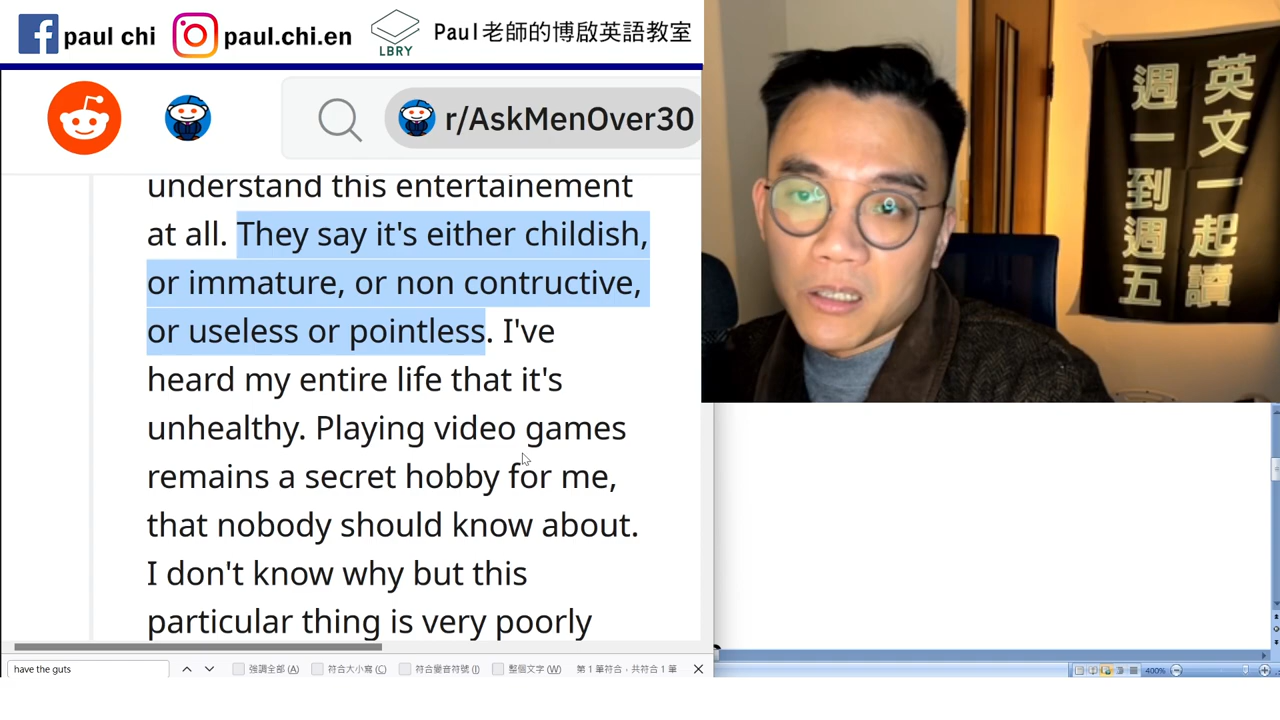 paul chi
paul.chi.en
LBRY
Paul老師的博啟英語教室
r/AskMenOver30
understand this entertainement
at all. They say it's either childish,
or immature, or non contructive,
or useless or pointless. I've
heard my entire life that it's
unhealthy. Playing video games
remains a secret hobby for me,
that nobody should know about.
I don't know why but this
particular thing is very poorly
英文一起讀
週一到週五
have the guts
強調全部 (A)
符合大小寫 (C)
符合變音符號 (I)
整個文字 (W)
第 1 筆符合，共符合 1 筆
400%